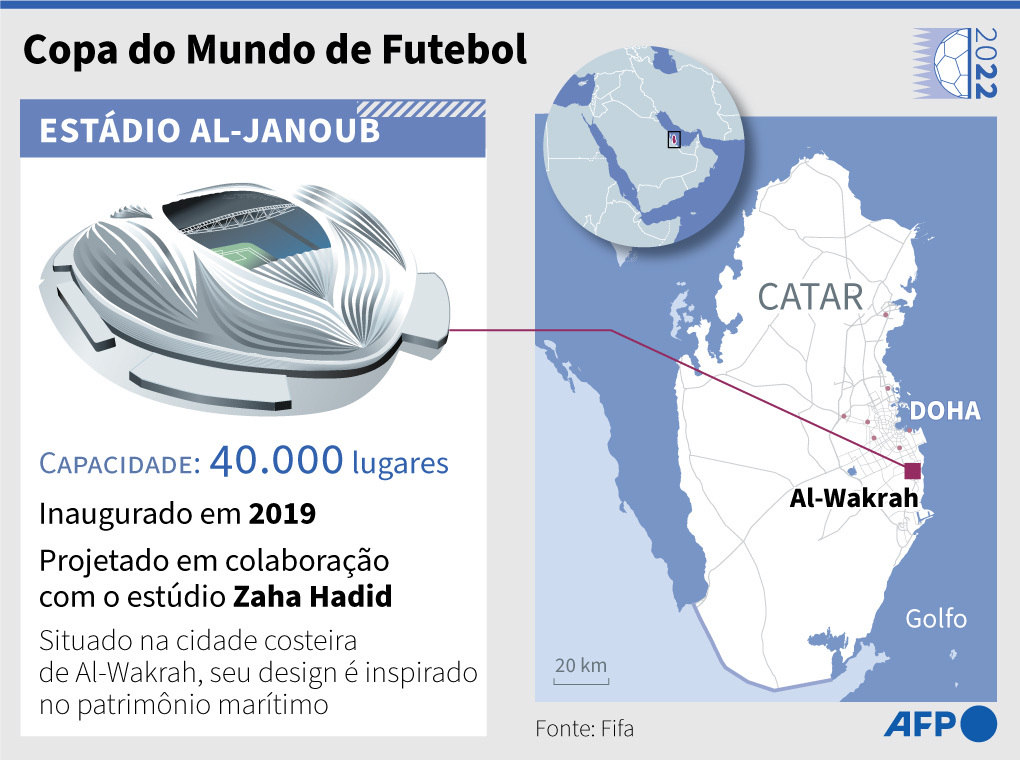 Copa do Mundo de Futebol
2022
ESTÁDIO AL-JANOUB
CAPACIDADE: 40.000 lugares
Inaugurado em 2019
Projetado em colaboração
com o estúdio Zaha Hadid
Situado na cidade costeira
de Al-Wakrah, seu design é inspirado
no patrimônio marítimo
CATAR
DOHA
Al-Wakrah
Golfo
20 km
Fonte: Fifa
AFP